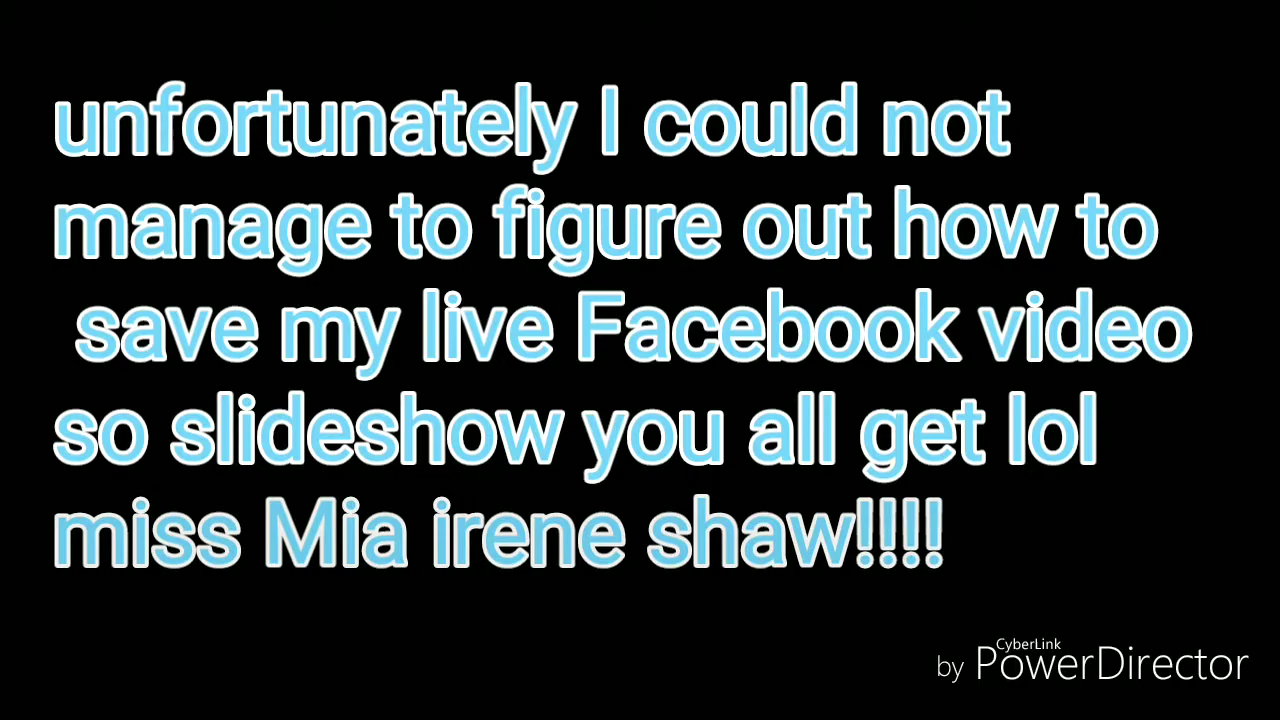 unfortunately I could not
manage to figure out how to
save my live Facebook video
so slideshow you all get lol
miss Mia irene shaw!!!!
CyberLink
by PowerDirector